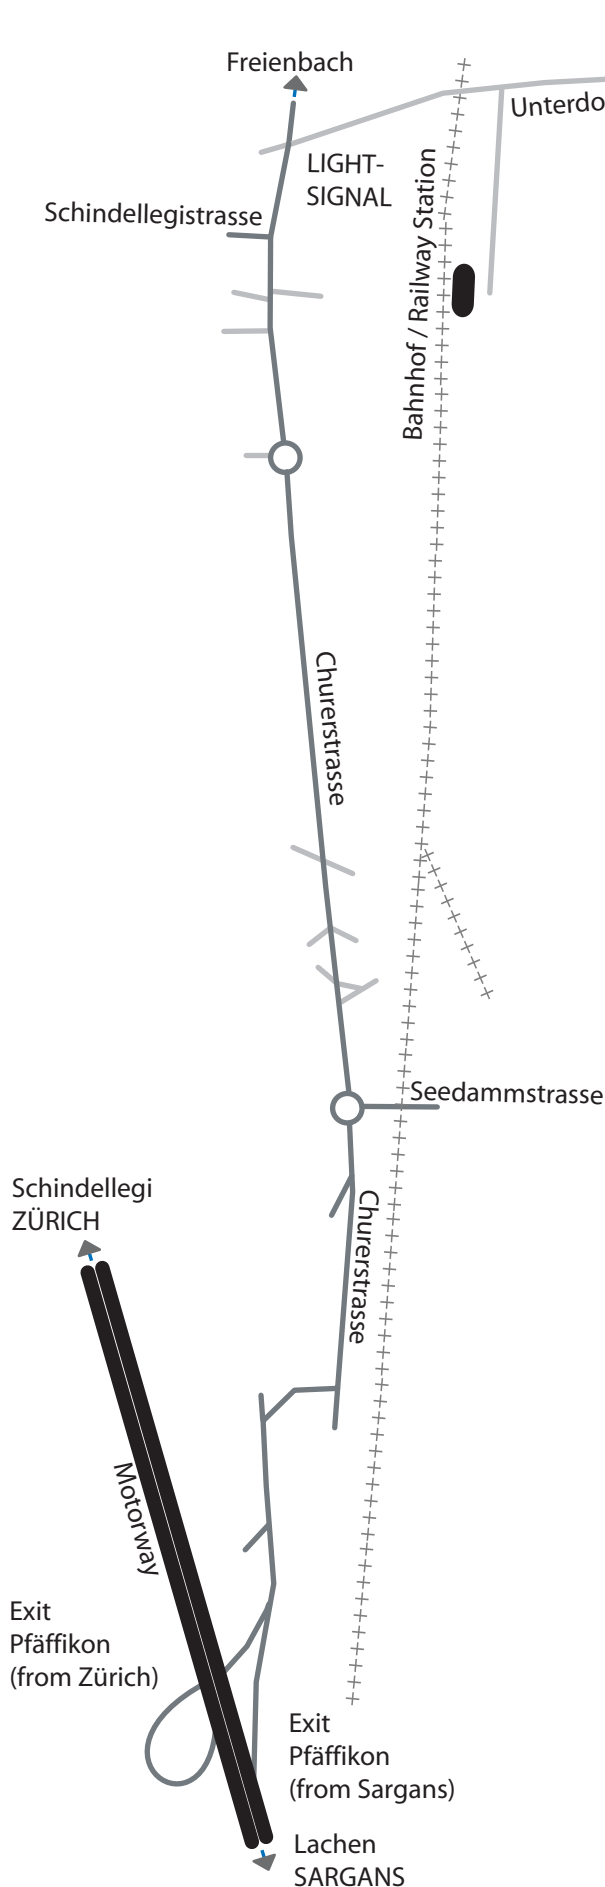 Freienbach
Unterdo
LIGHT-
SIGNAL
Schindellegistrasse
Bahnhof / Railway Station
Churerstrasse
Seedammstrasse
Schindellegi
ZÜRICH
Churerstrasse
Motorway
Exit
Pfäffikon
(from Zürich)
Exit
Pfäffikon
(from Sargans)
Lachen
SARGANS